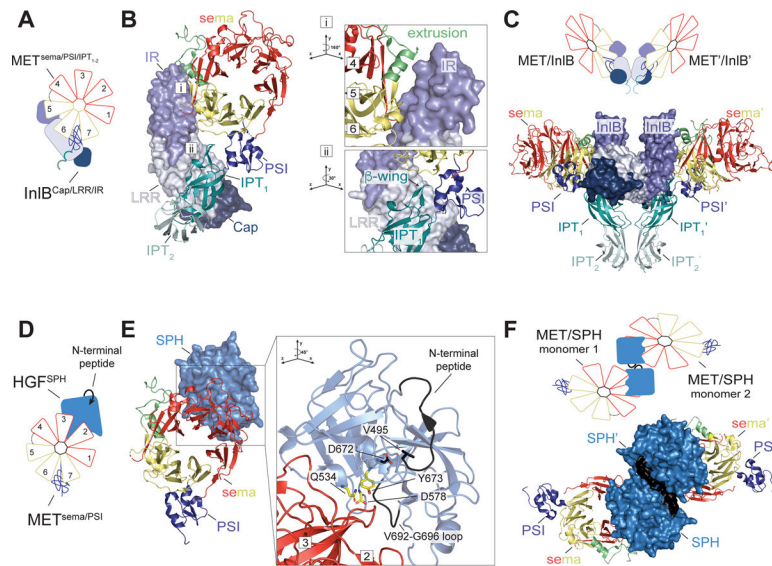 A
MET sema/PSI/IPT1-2
3
4
2
5
1
6
7
InlB Cap/LRR/IR
B
sema
IR
i
ii
LRR
PSI
IPT1
Cap
IPT2
i
y
160°
z
x
extrusion
4
IR
5
6
ii
y
30°
z
x
β-wing
PSI
LRR
IPT1
C
MET/InlB
MET'/InlB'
sema
InlB
InlB'
sema'
PSI
PSI'
IPT1
IPT1'
IPT2
IPT2'
D
N-terminal
peptide
HGF SPH
3
4
2
5
1
6
7
MET sema/PSI
E
SPH
sema
PSI
y
45°
z
x
N-terminal
peptide
V495
D672
Q534
Y673
D578
3
2
V692-G696 loop
F
MET/SPH
monomer 1
MET/SPH
monomer 2
sema'
SPH'
PSI'
PSI
sema
SPH